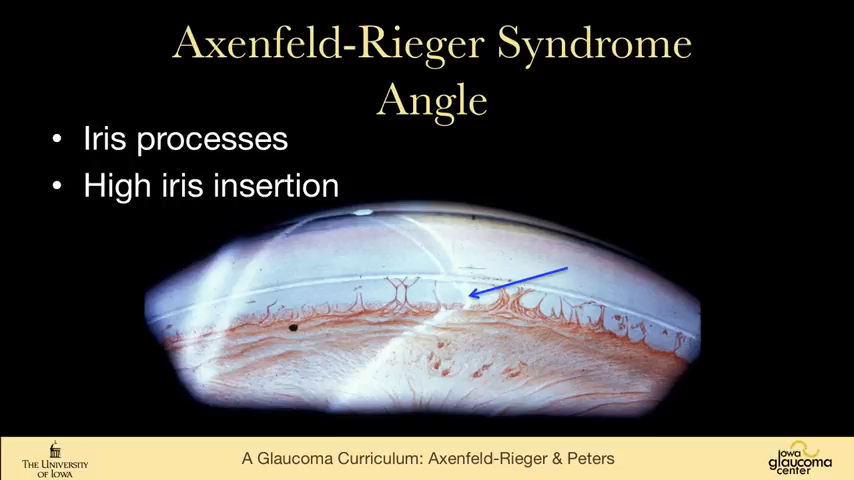 Axenfeld-Rieger Syndrome
Angle
• Iris processes
• High iris insertion
THE UNIVERSITY
OF IOWA
A Glaucoma Curriculum: Axenfeld-Rieger & Peters
iowa
glaucoma
center